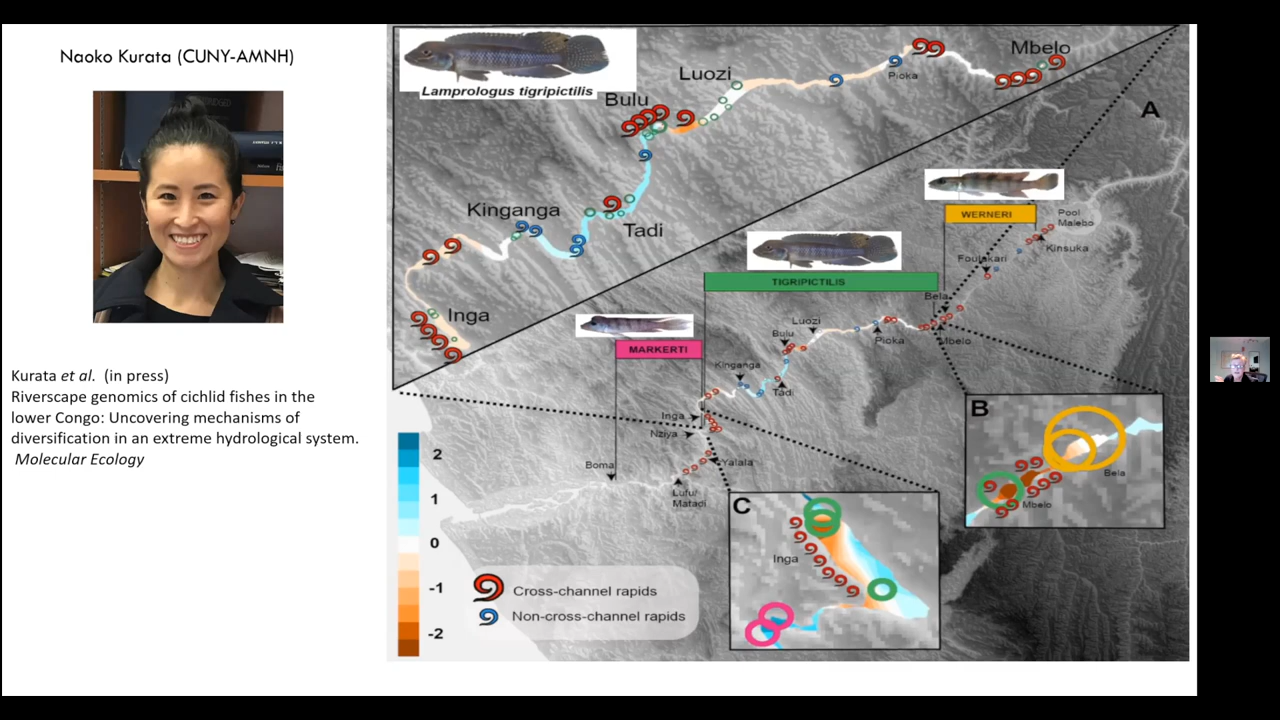 Naoko Kurata (CUNY-AMNH)
Kurata et al. (in press)
Riverscape genomics of cichlid fishes in the
lower Congo: Uncovering mechanisms of
diversification in an extreme hydrological system.
Molecular Ecology
Lamprologus tigripictilis
Mbelo
Pioka
Luozi
Bulu
Kinganga
Tadi
Inga
A
WERNERI
Pool
Malebo
Kinsuka
Foulakari
TIGRIPICTILIS
Bela
Mbelo
Luozi
Pioka
Bulu
MARKERTI
Kinganga
Tadi
Inga
Nziya
Yalala
Boma
Lufu/
Matadi
B
Bela
Mbelo
C
Inga
2
1
0
-1
-2
Cross-channel rapids
Non-cross-channel rapids